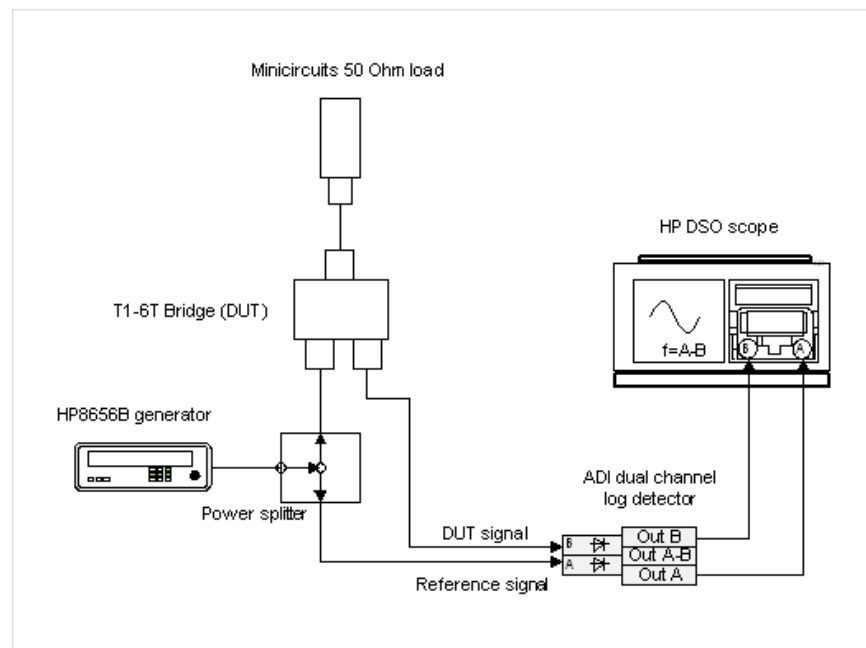 Minicircuits 50 Ohm load
HP DSO scope
T1-6T Bridge (DUT)
f=A-B
B
A
HP8656B generator
ADI dual channel
log detector
Power splitter
DUT signal
B
Out B
Out A-B
A
Out A
Reference signal